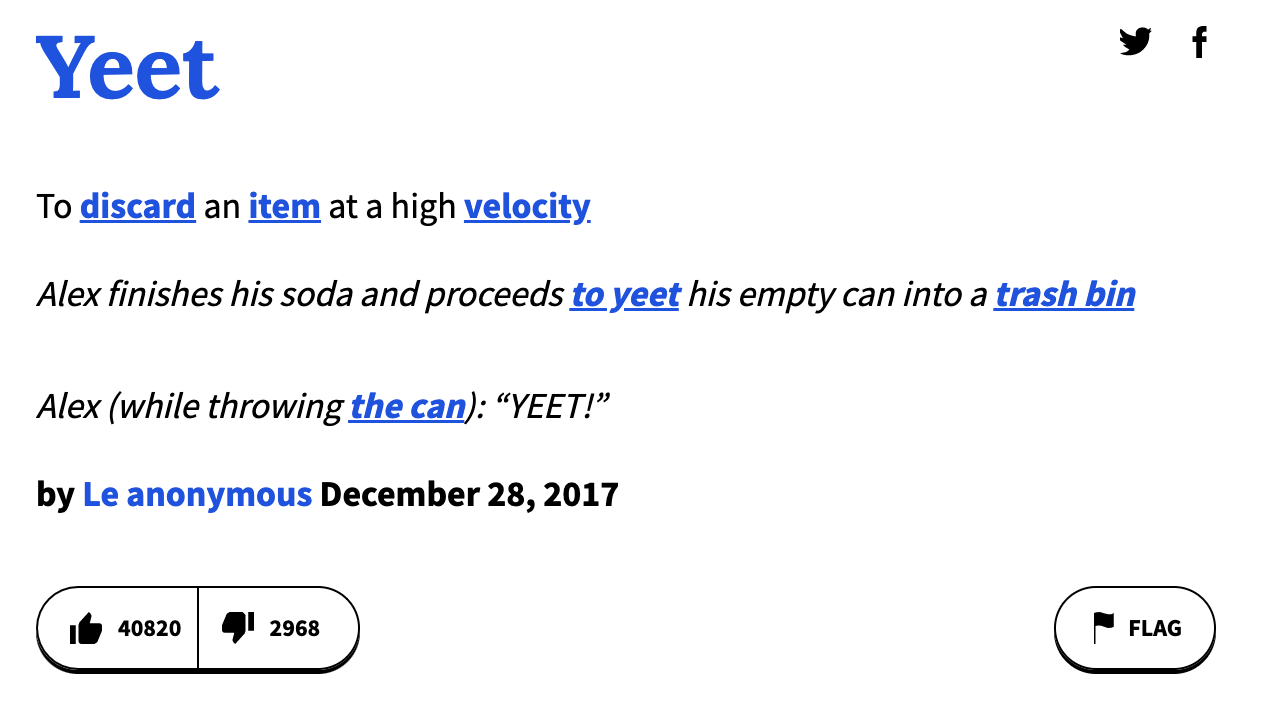 Yeet
To discard an item at a high velocity
Alex finishes his soda and proceeds to yeet his empty can into a trash bin
Alex (while throwing the can): “YEET!”
by Le anonymous December 28, 2017
40820 2968 FLAG